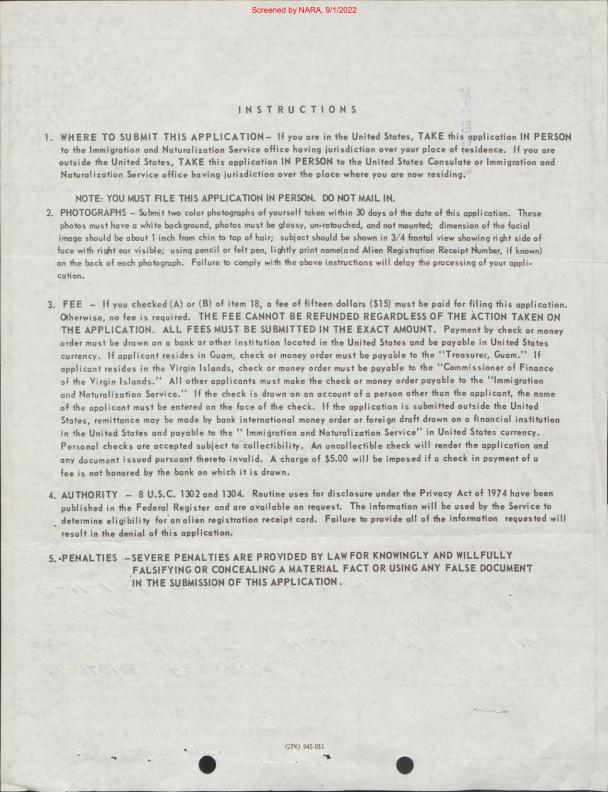 Screened by NARA, 9/1/2022
INSTRUCTIONS
1. WHERE TO SUBMIT THIS APPLICATION – If you are in the United States, TAKE this application IN PERSON
to the Immigration and Naturalization Service office having jurisdiction over your place of residence. If you are
outside the United States, TAKE this application IN PERSON to the United States Consulate or Immigration and
Naturalization Service office having jurisdiction over the place where you are now residing.
NOTE: YOU MUST FILE THIS APPLICATION IN PERSON. DO NOT MAIL IN.
2. PHOTOGRAPHS – Submit two color photographs of yourself taken within 30 days of the date of this application. These
photos must have a white background, photos must be glossy, un-retouched, and not mounted; dimension of the facial
image should be about 1 inch from chin to top of hair; subject should be shown in 3/4 frontal view showing right side of
face with right ear visible; using pencil or felt pen, lightly print name(and Alien Registration Receipt Number, if known)
on the back of each photograph. Failure to comply with the above instructions will delay the processing of your appli-
cation.
3. FEE – If you checked (A) or (B) of item 18, a fee of fifteen dollars ($15) must be paid for filing this application.
Otherwise, no fee is required. THE FEE CANNOT BE REFUNDED REGARDLESS OF THE ACTION TAKEN ON
THE APPLICATION. ALL FEES MUST BE SUBMITTED IN THE EXACT AMOUNT. Payment by check or money
order must be drawn on a bank or other institution located in the United States and be payable in United States
currency. If applicant resides in Guam, check or money order must be payable to the "Treasurer, Guam." If
applicant resides in the Virgin Islands, check or money order must be payable to the "Commissioner of Finance
of the Virgin Islands." All other applicants must make the check or money order payable to the "Immigration
and Naturalization Service." If the check is drawn on an account of a person other than the applicant, the name
of the applicant must be entered on the face of the check. If the application is submitted outside the United
States, remittance may be made by bank international money order or foreign draft drawn on a financial institution
in the United States and payable to the " Immigration and Naturalization Service" in United States currency.
Personal checks are accepted subject to collectibility. An uncollectible check will render the application and
any document issued pursuant thereto invalid. A charge of $5.00 will be imposed if a check in payment of a
fee is not honored by the bank on which it is drawn.
4. AUTHORITY – 8 U.S.C. 1302 and 1304. Routine uses for disclosure under the Privacy Act of 1974 have been
published in the Federal Register and are available on request. The information will be used by the Service to
determine eligibility for an alien registration receipt card. Failure to provide all of the information requested will
result in the denial of this application.
5. PENALTIES – SEVERE PENALTIES ARE PROVIDED BY LAW FOR KNOWINGLY AND WILLFULLY
FALSIFYING OR CONCEALING A MATERIAL FACT OR USING ANY FALSE DOCUMENT
IN THE SUBMISSION OF THIS APPLICATION.
GPO 945-011